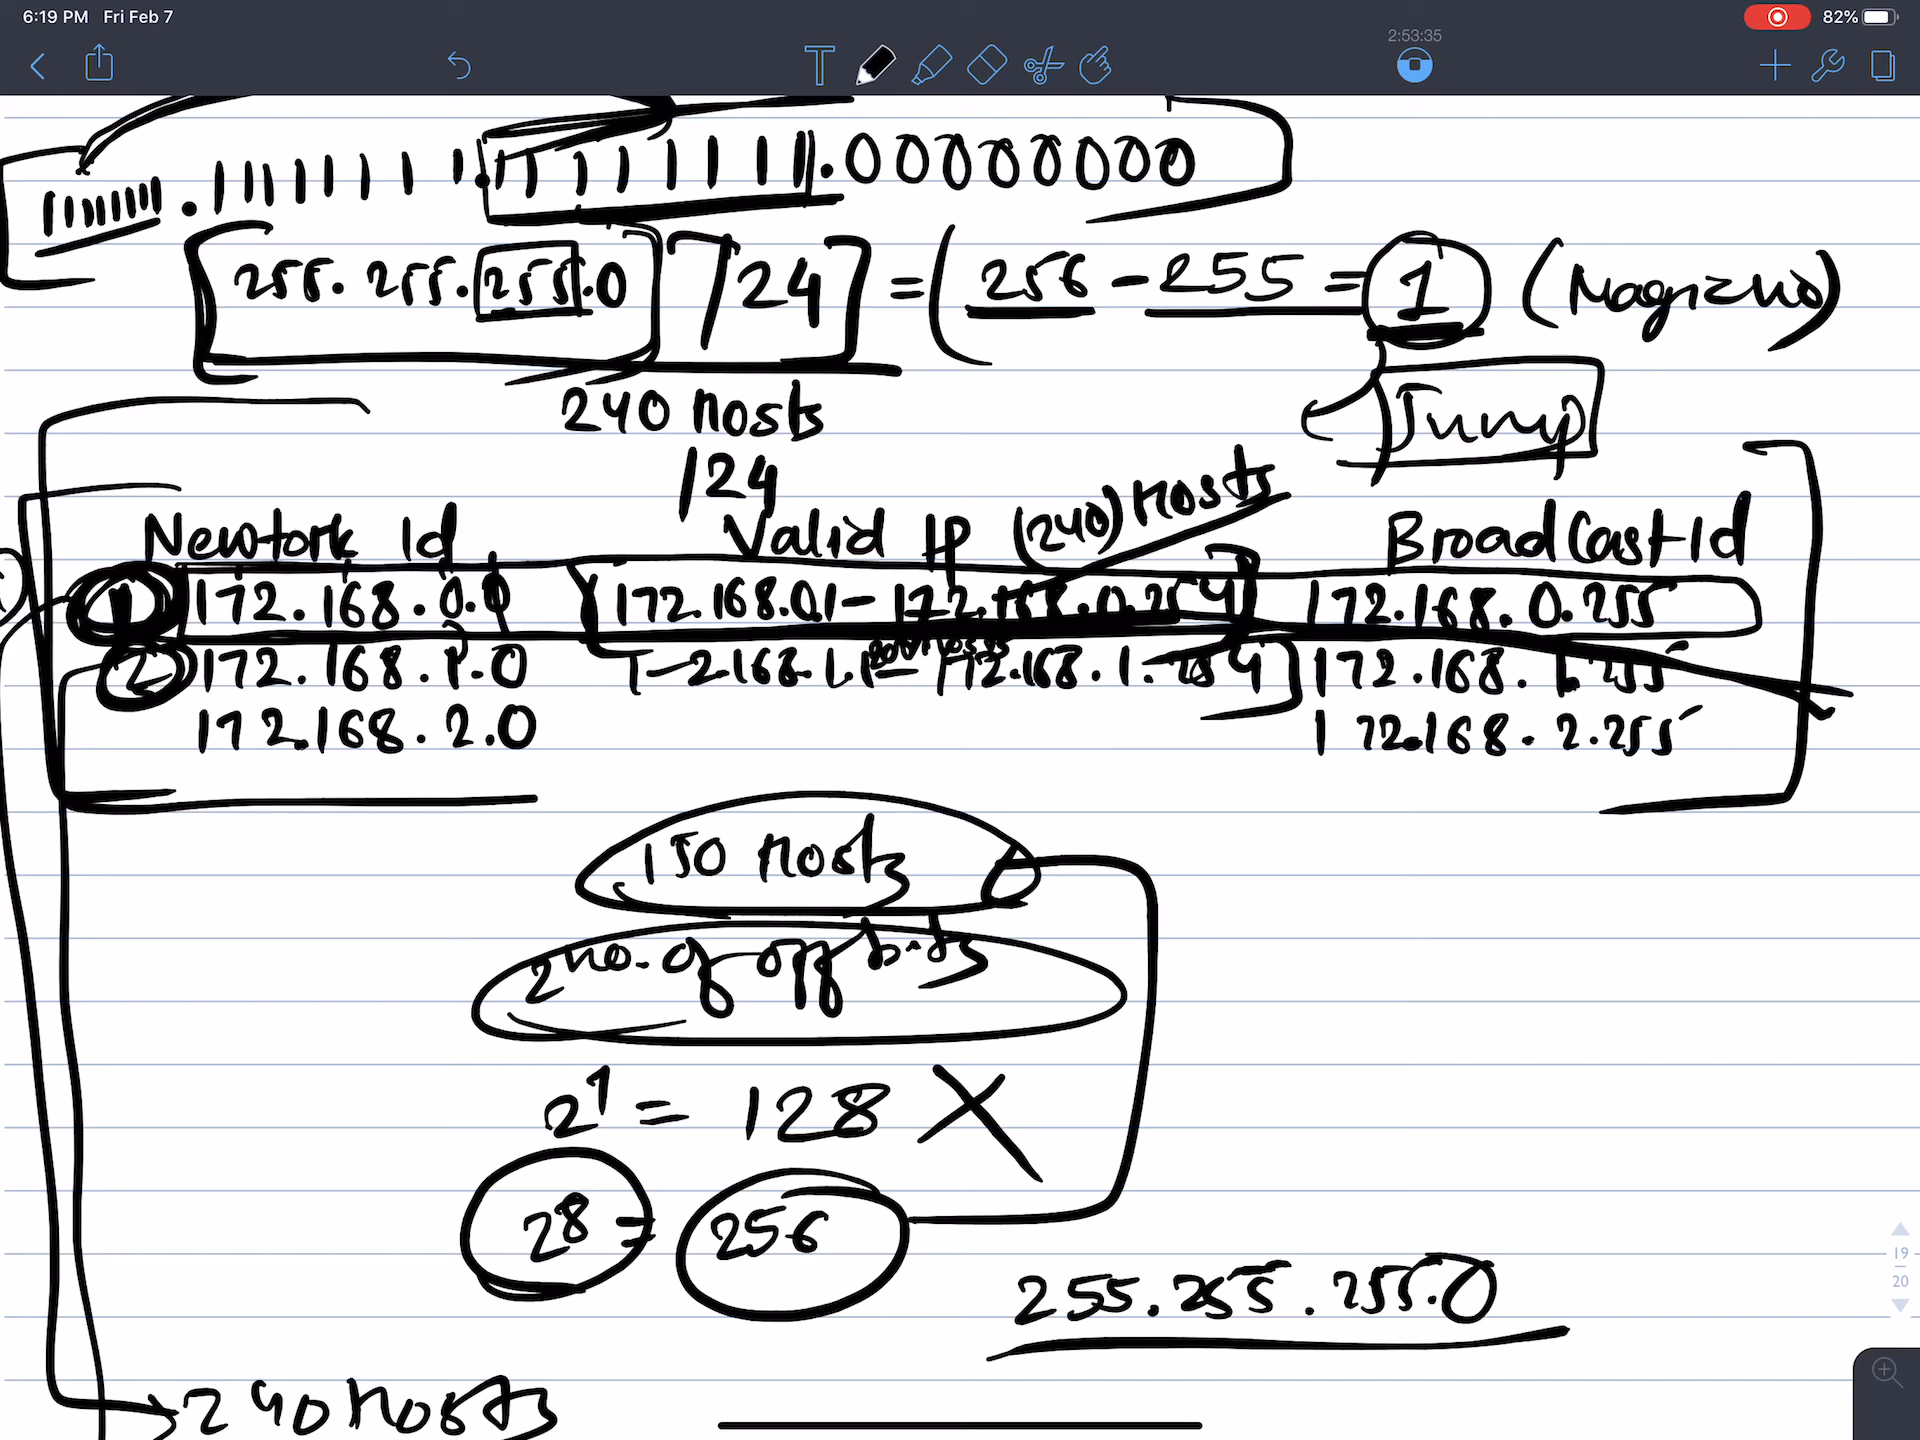 6:19 PM Fri Feb 7
82%
2:53:35
T
11111111.11111111.11111111.00000000
255.255.255.0 /24 = (256-255=1 (Magic no)
240 Hosts
Jump
/24
Newtork Id Valid IP (240) Hosts BroadCast Id
1 172.168.0.0 172.168.0.1- 172.168.0.254 172.168.0.255
2 172.168.1.0 172.168.1.1- 172.168.1.254 172.168.1.255
200 Hosts
172.168.2.0 172.168.2.255
150 Hosts
2 no. of off bits
2^7 = 128 X
2^8 = 256
255.255.255.0
240 Hosts
19
20